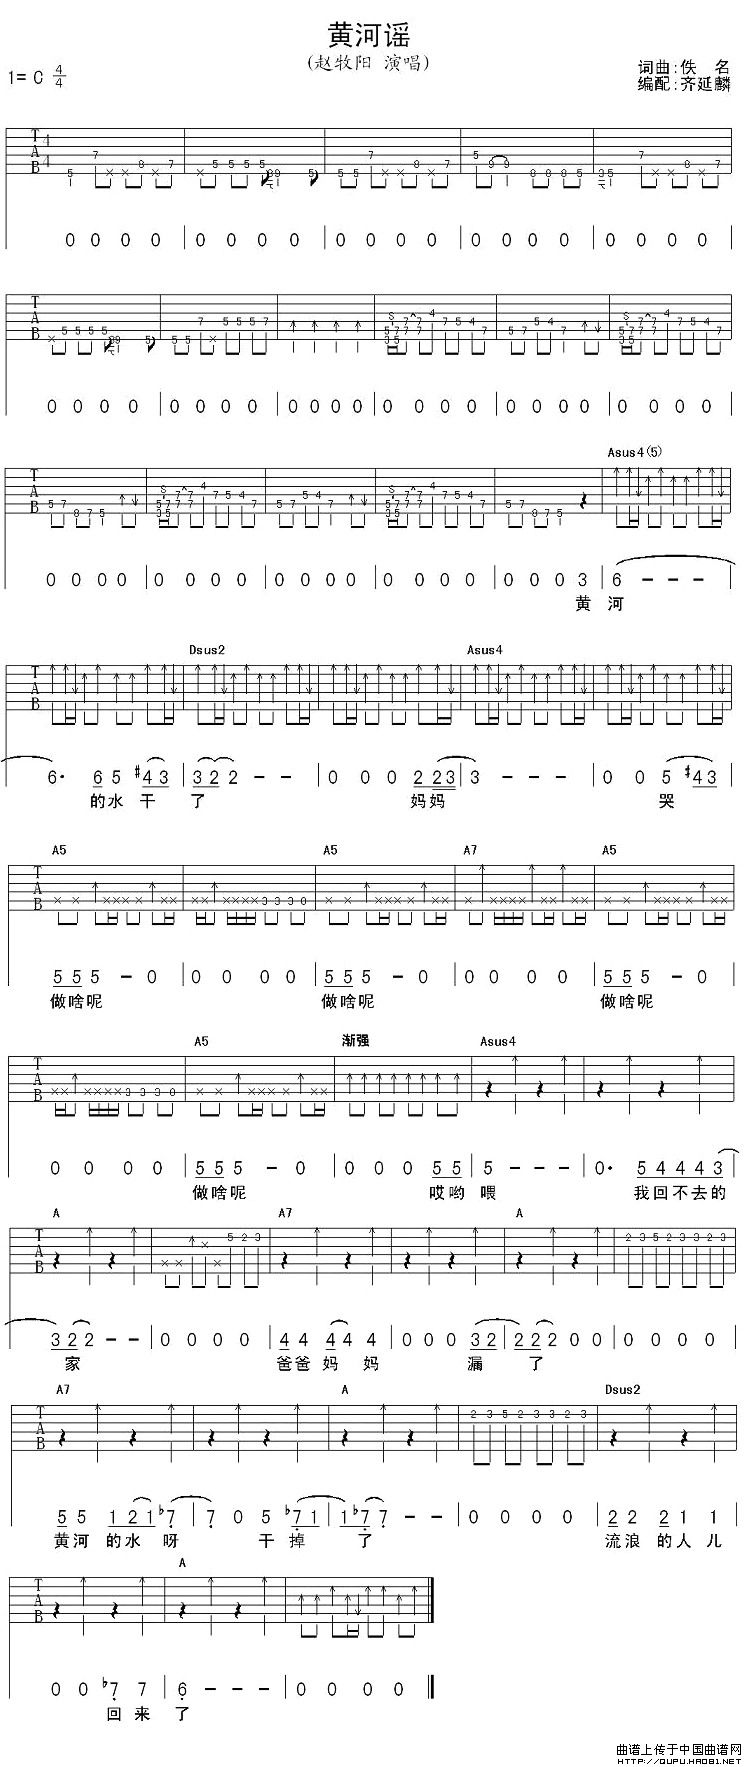 黄河谣
(赵牧阳 演唱)
1= C 4/4
词曲:佚 名
编配:齐延麟
0 0 0 0 0 0 0 0 0 0 0 0 0 0 0 0 0 0 0 0
0 0 0 0 0 0 0 0 0 0 0 0 0 0 0 0 0 0 0 0 0 0 0 0
Asus4(5)
0 0 0 0 0 0 0 0 0 0 0 0 0 0 0 0 0 0 0 3 6 - - -
黄 河
Dsus2 Asus4
6· 6 5 #4 3 3 2 2 - - 0 0 0 2 2 3 3 - - 0 0 5 #4 3
的水 干 了 妈妈 哭
A5 A5 A7 A5
5 5 5 - 0 0 0 0 0 5 5 5 - 0 0 0 0 0 5 5 5 - 0
做啥呢 做啥呢 做啥呢
A5 渐强 Asus4
0 0 0 0 5 5 5 - 0 0 0 0 5 5 5 - - - 0· 5 4 4 4 3
做啥呢 哎哟 喂 我回不去的
A A7 A
3 2 2 - - 0 0 0 0 4 4 4 4 4 0 0 0 3 2 2 2 2 0 0 0 0 0 0
家 爸爸 妈 妈 漏 了
A7 A Dsus2
5 5 1 2 1 b7 7 0 5 b7 1 1 b7 7 - - 0 0 0 0 2 2 2 1 1
黄河 的水 呀 干 掉 了 流浪 的人 儿
A
0 0 b7 7 6 - - - 0 0 0 0
回 来 了
曲谱上传于中国曲谱网
HTTP://QUPU.HAO81.NET